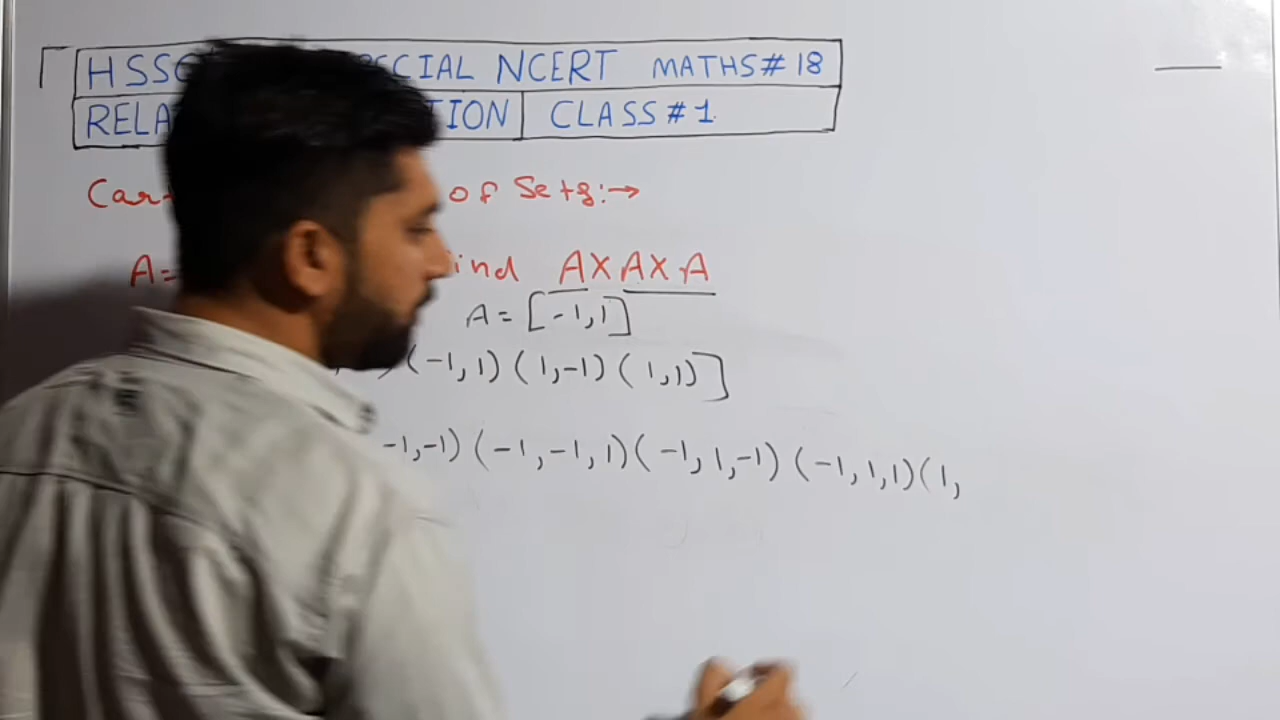 HSSC SPECIAL NCERT MATHS # 18
RELA ION CLASS # 1
Car of Sets:→
A= ind A×A×A
A=[-1,1]
(-1,1) (1,-1) (1,1)]
-1,-1) (-1,-1,1) (-1,1,-1) (-1,1,1) (1,